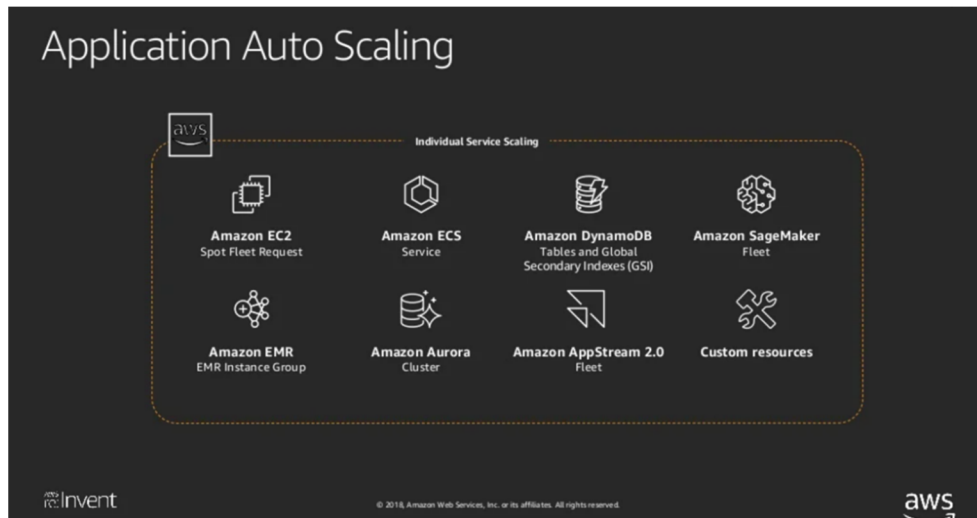 Application Auto Scaling
aws
Individual Service Scaling
Amazon EC2
Spot Fleet Request
Amazon ECS
Service
Amazon DynamoDB
Tables and Global
Secondary Indexes (GSI)
Amazon SageMaker
Fleet
Amazon EMR
EMR Instance Group
Amazon Aurora
Cluster
Amazon AppStream 2.0
Fleet
Custom resources
aws
re:Invent
© 2018, Amazon Web Services, Inc. or its affiliates. All rights reserved.
aws